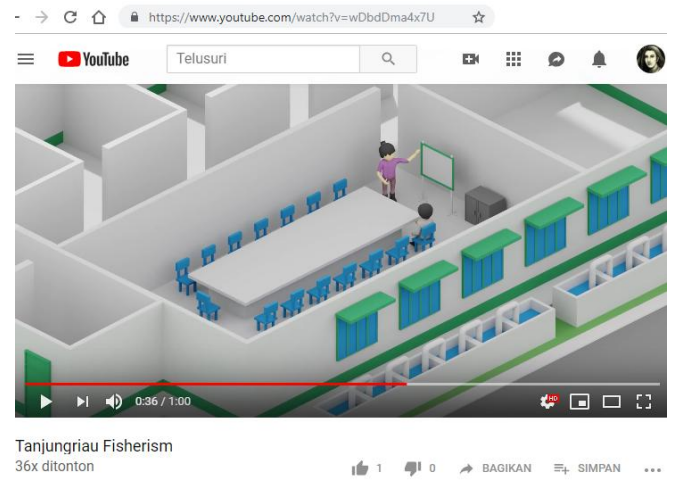 https://www.youtube.com/watch?v=wDbdDma4x7U
YouTube
Telusuri
0:36 / 1:00
HD
Tanjungriau Fisherism
36x ditonton
1
0
BAGIKAN
SIMPAN